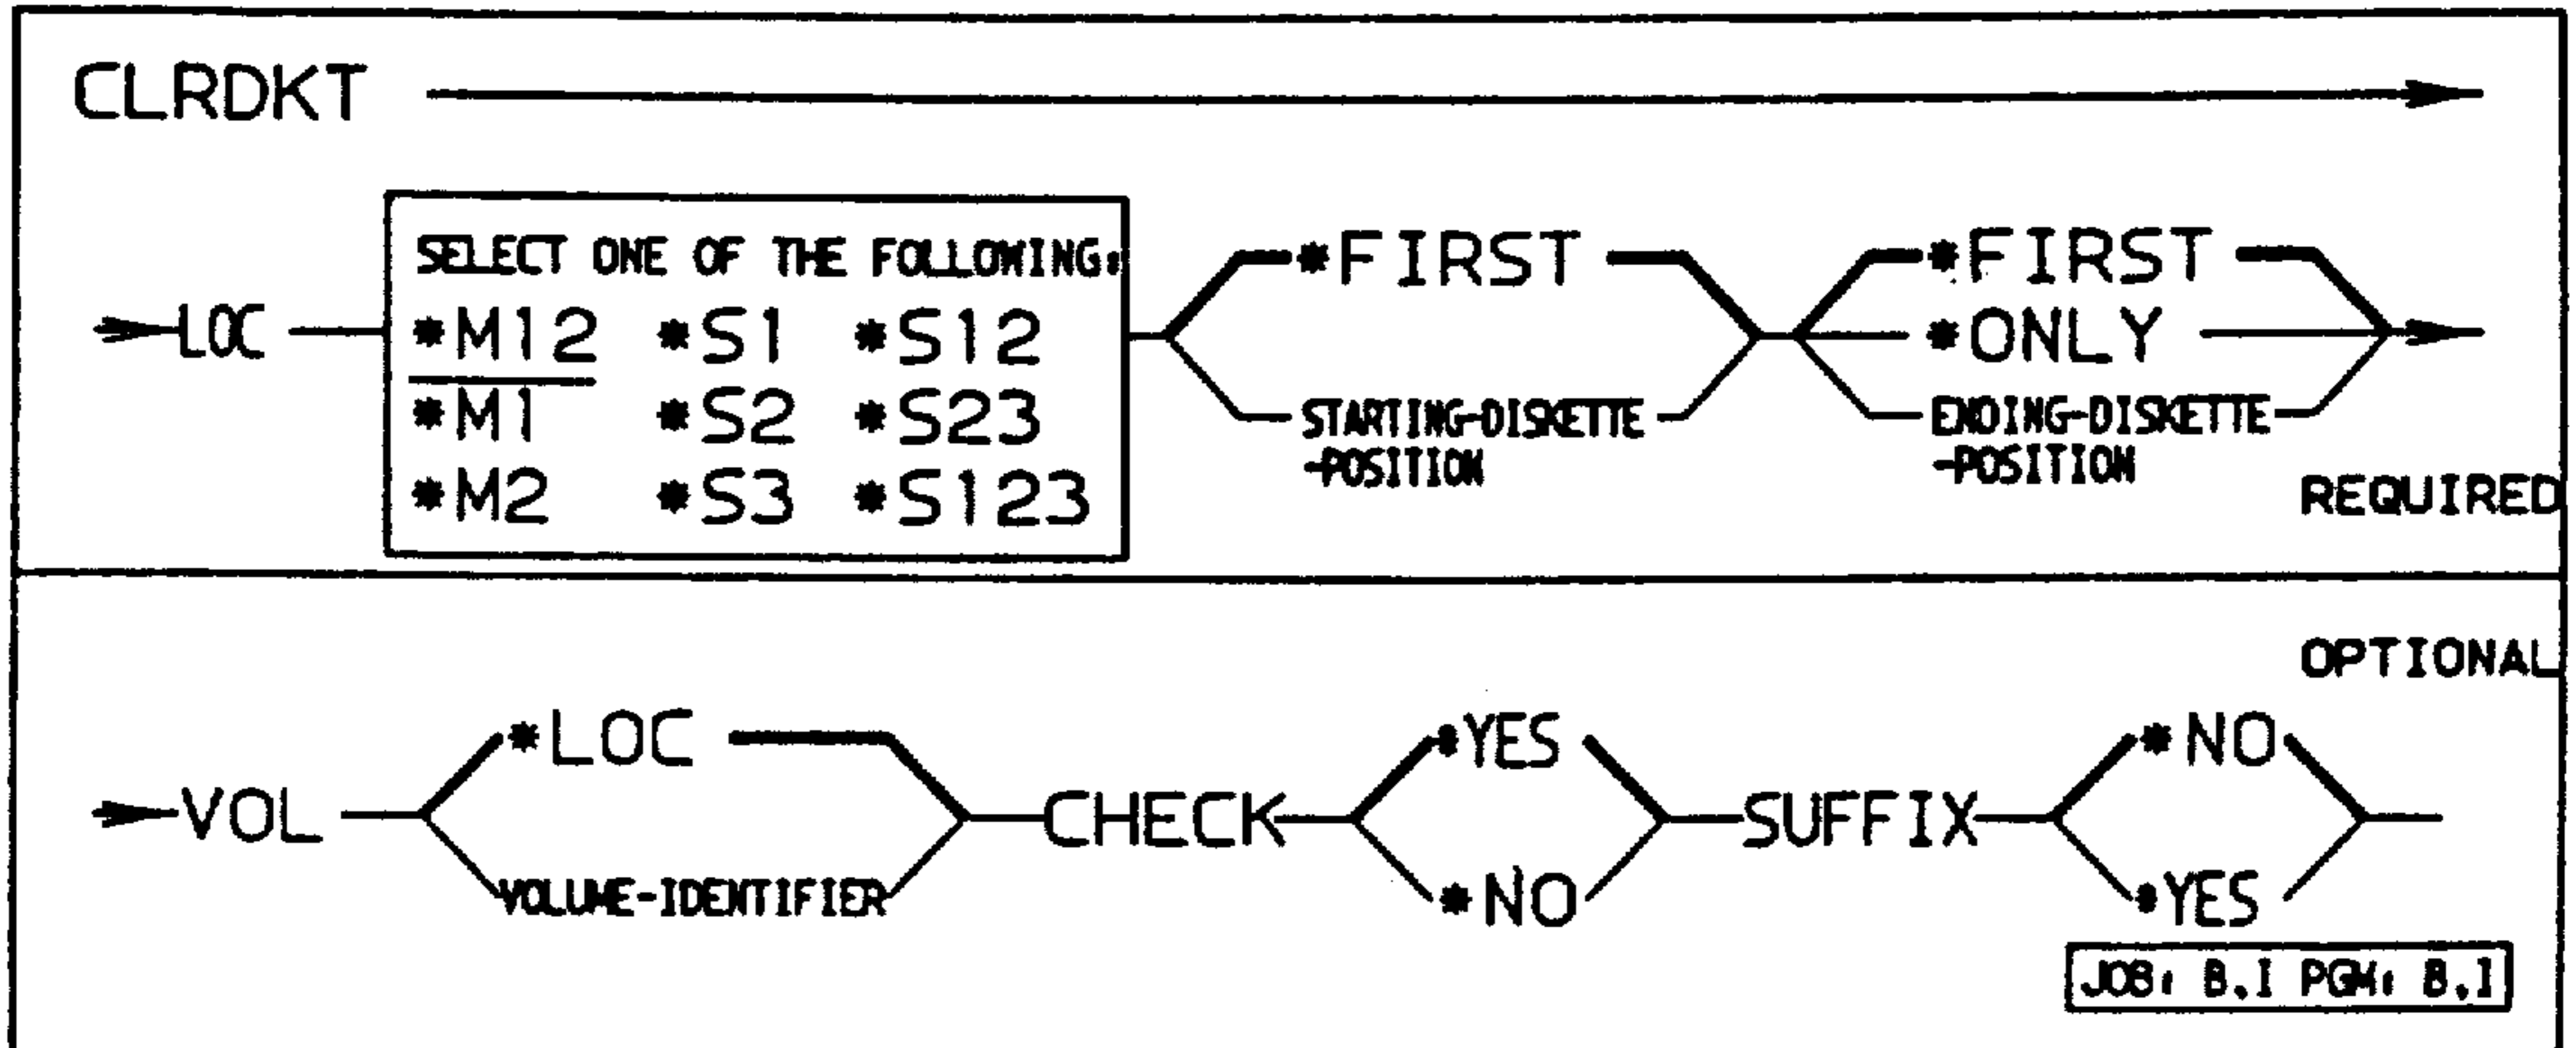 CLRDKT
SELECT ONE OF THE FOLLOWING:
LOC
*M12 *S1 *S12
*M1 *S2 *S23
*M2 *S3 *S123
*FIRST
STARTING-DISKETTE
-POSITION
*FIRST
*ONLY
ENDING-DISKETTE
-POSITION
REQUIRED
OPTIONAL
VOL
*LOC
VOLUME-IDENTIFIER
CHECK
*YES
*NO
SUFFIX
*NO
*YES
JOB: B,I PGM: B,I